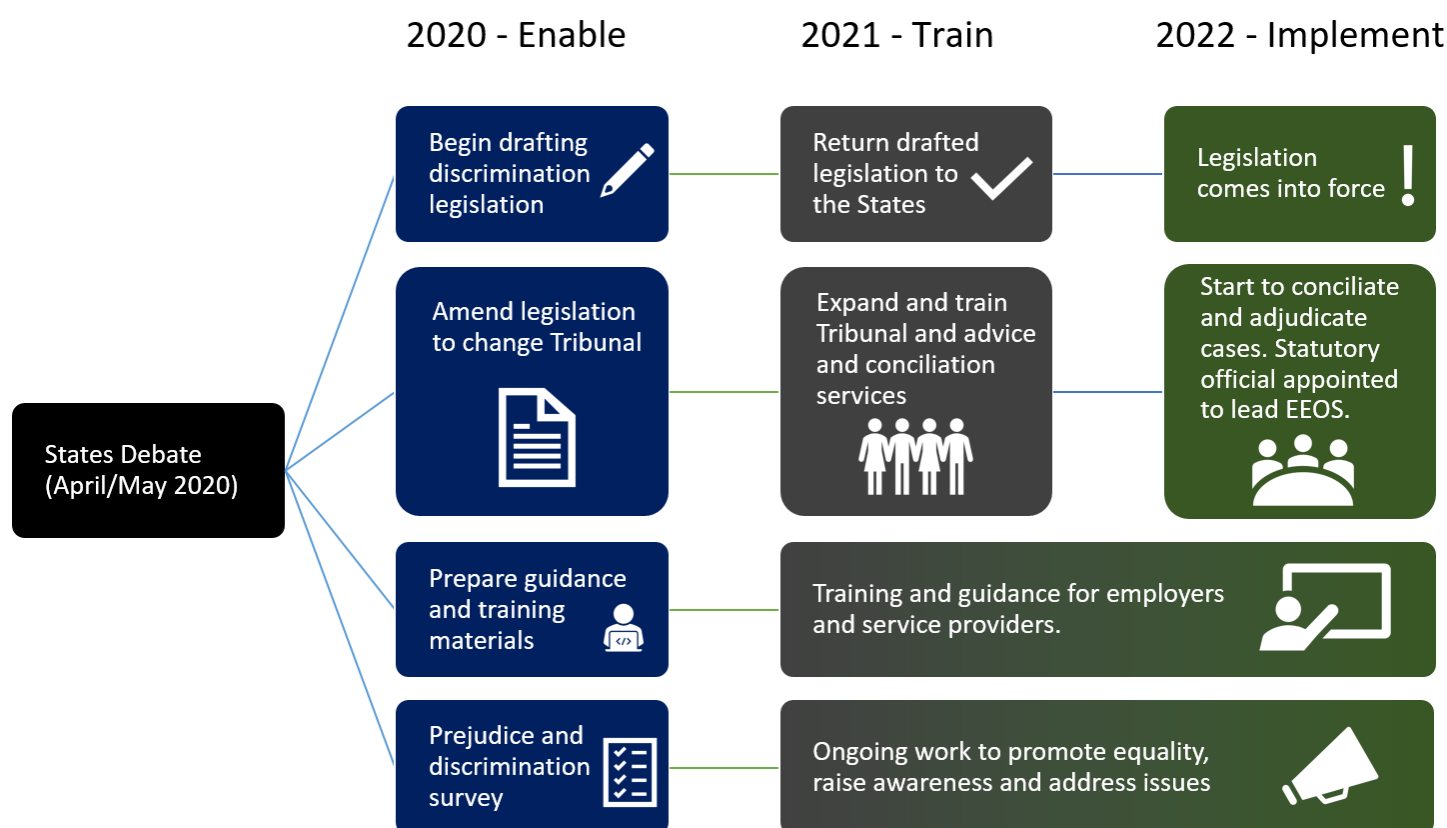 2020 - Enable
2021 - Train
2022 - Implement
States Debate
(April/May 2020)
Begin drafting
discrimination
legislation
Return drafted
legislation to
the States
Legislation
comes into force
!
Amend legislation
to change Tribunal
Expand and train
Tribunal and advice
and conciliation
services
Start to conciliate
and adjudicate
cases. Statutory
official appointed
to lead EEOS.
Prepare guidance
and training
materials
</>
Training and guidance for employers
and service providers.
Prejudice and
discrimination
survey
Ongoing work to promote equality,
raise awareness and address issues